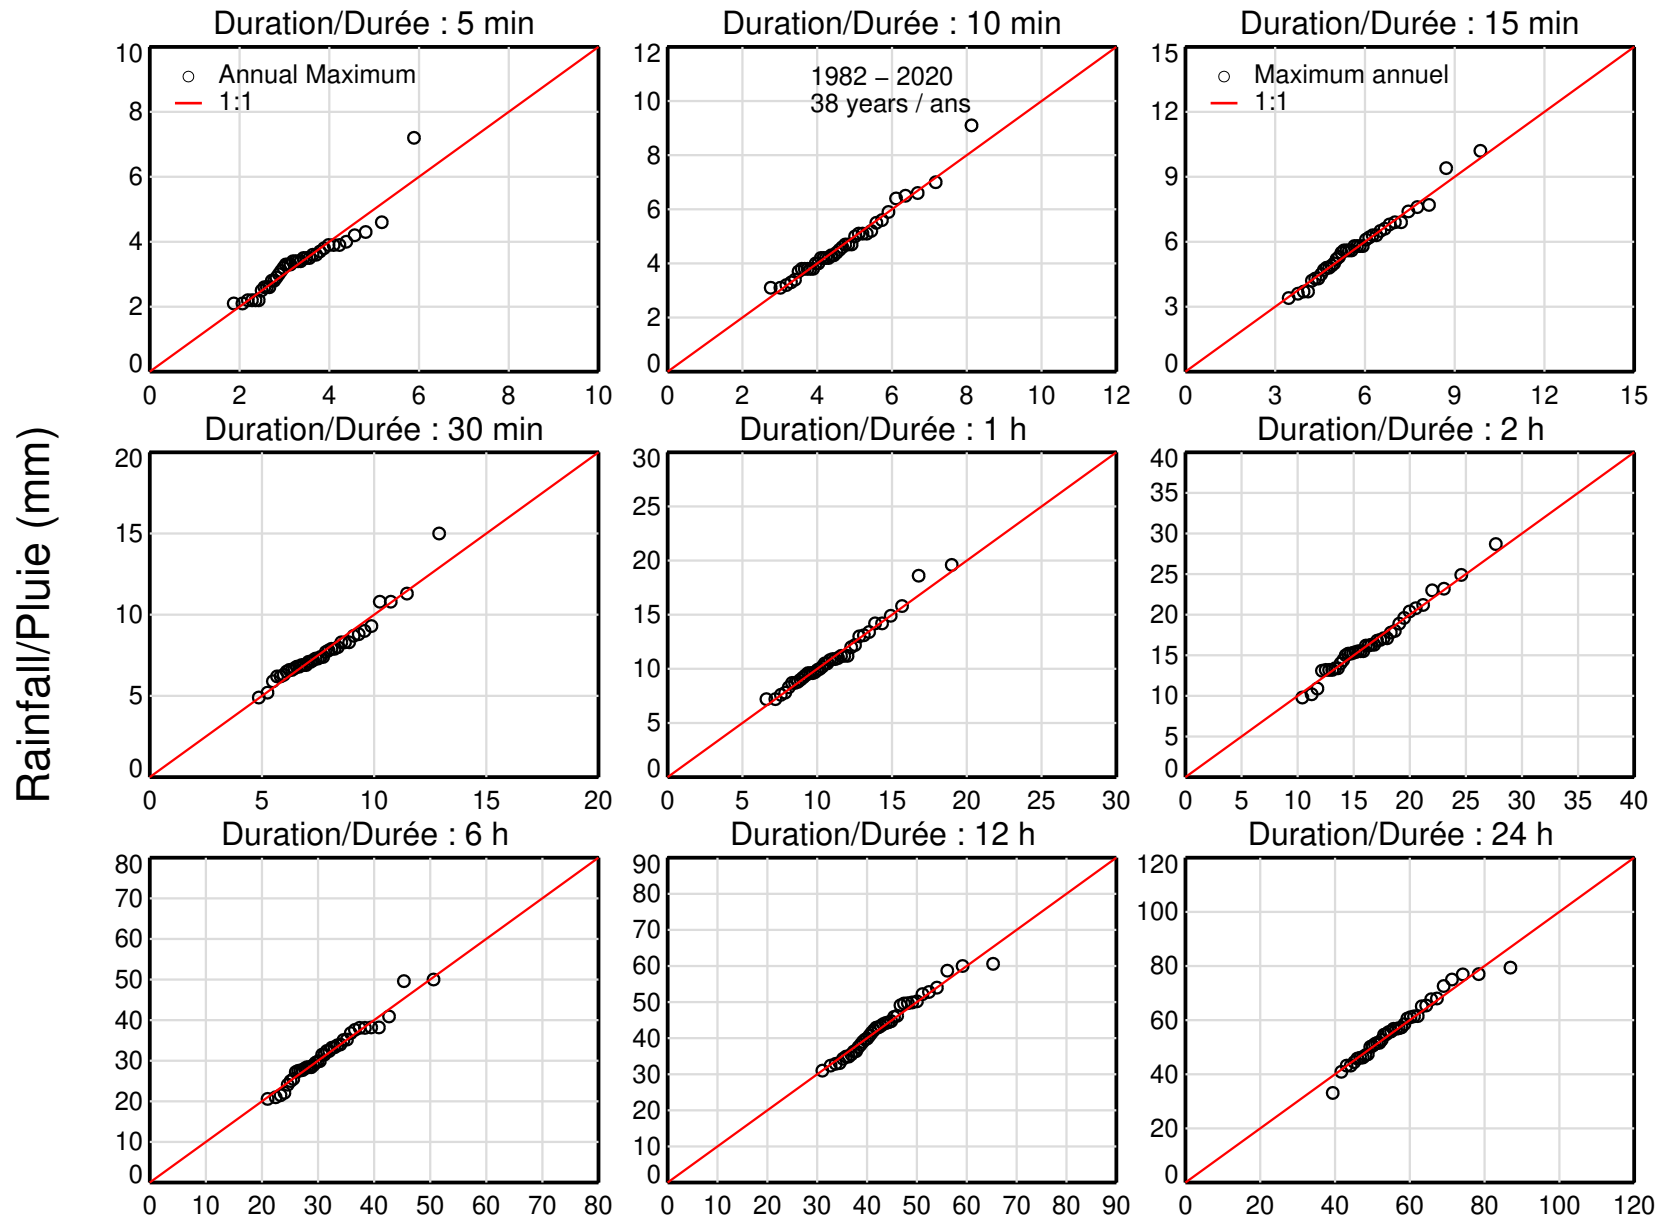 Duration/Durée : 5 min
Duration/Durée : 10 min
Duration/Durée : 15 min
10
8
6
4
2
0
Annual Maximum
1:1
0 2 4 6 8 10
12
10
8
6
4
2
0
1982 − 2020
38 years / ans
0 2 4 6 8 10 12
15
12
9
6
3
0
Maximum annuel
1:1
0 3 6 9 12 15
Rainfall/Pluie (mm)
Duration/Durée : 30 min
Duration/Durée : 1 h
Duration/Durée : 2 h
20
15
10
5
0
0 5 10 15 20
30
25
20
15
10
5
0
0 5 10 15 20 25 30
40
35
30
25
20
15
10
5
0
0 5 10 15 20 25 30 35 40
Duration/Durée : 6 h
Duration/Durée : 12 h
Duration/Durée : 24 h
80
70
60
50
40
30
20
10
0
0 10 20 30 40 50 60 70 80
90
80
70
60
50
40
30
20
10
0
0 10 20 30 40 50 60 70 80 90
120
100
80
60
40
20
0
0 20 40 60 80 100 120